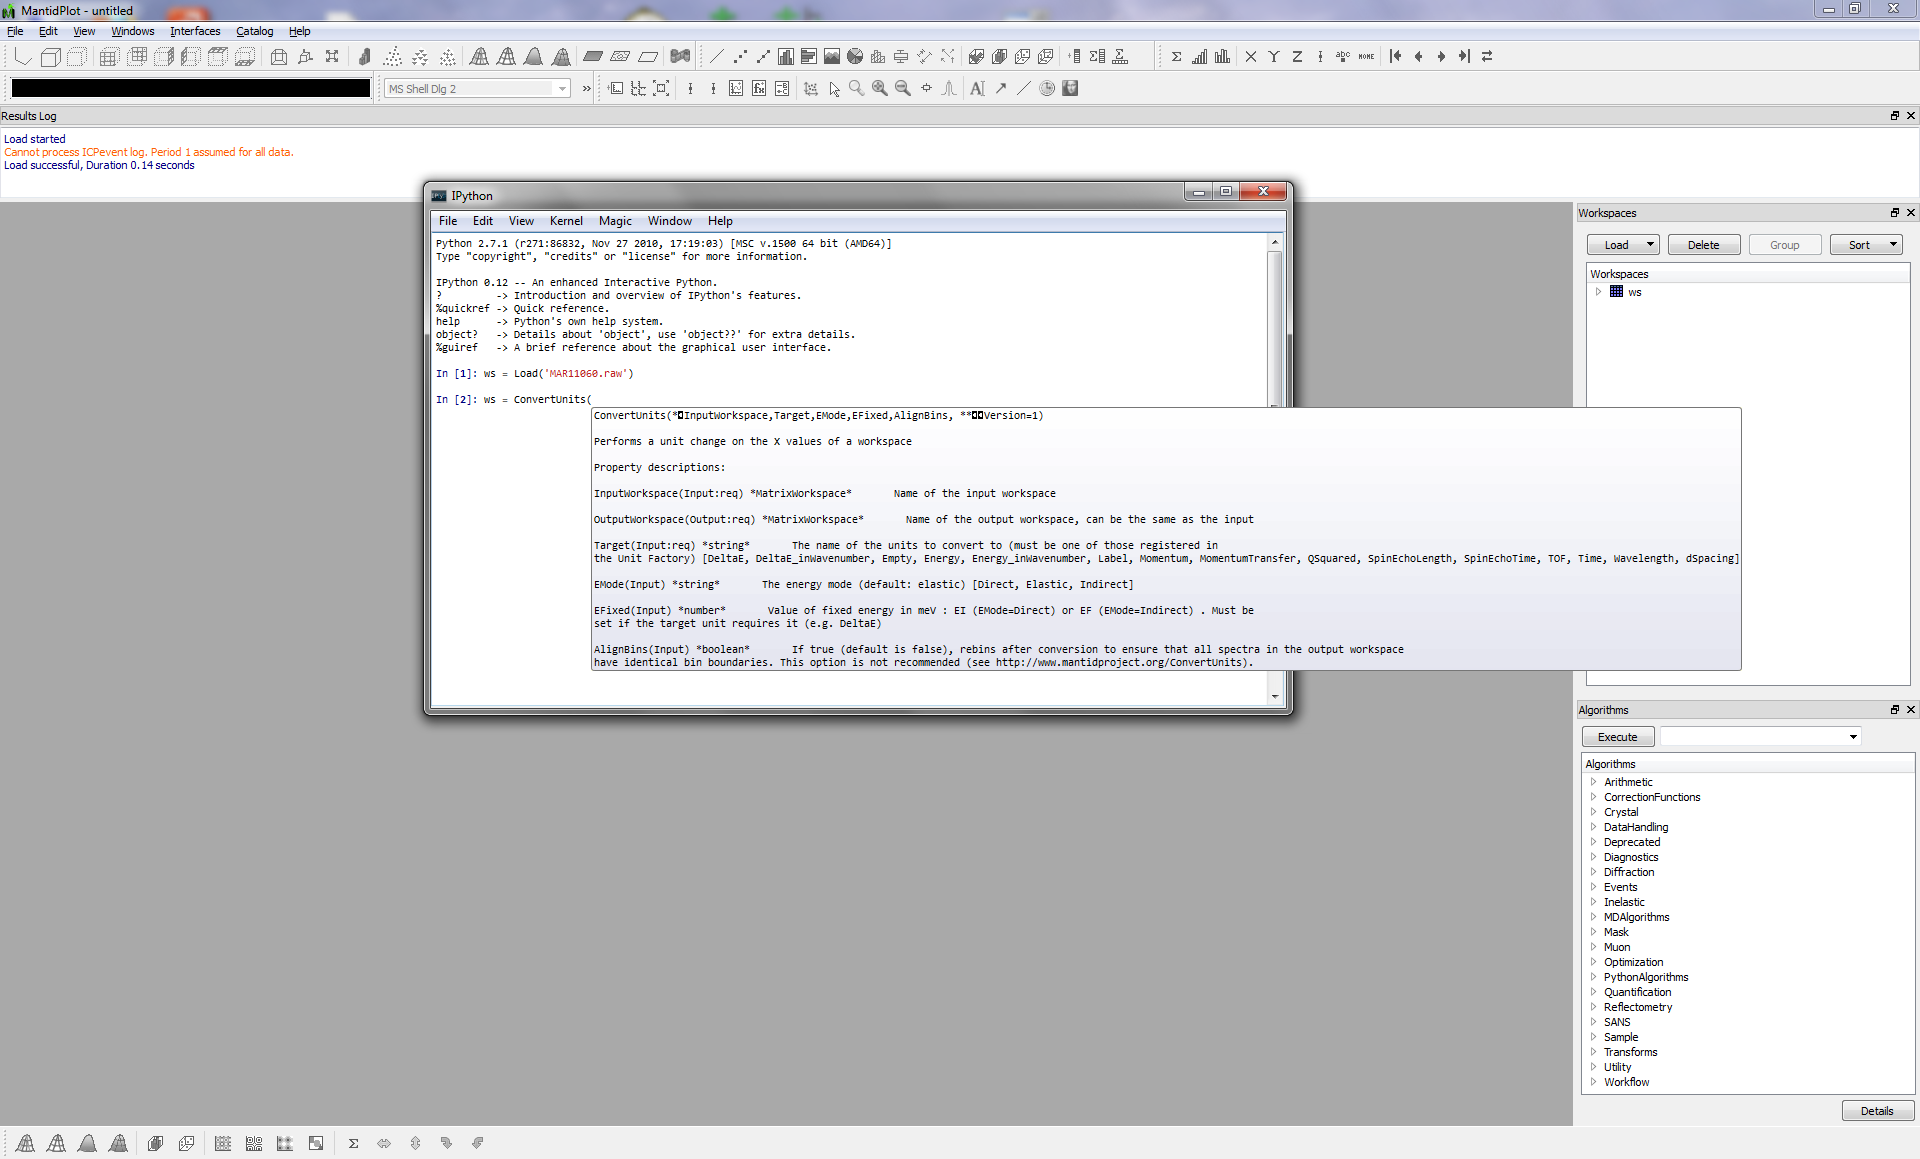 MantidPlot - untitled
File Edit View Windows Interfaces Catalog Help
MS Shell Dlg 2
Results Log
Load started
Cannot process ICPevent log. Period 1 assumed for all data.
Load successful, Duration 0.14 seconds
IPython
File Edit View Kernel Magic Window Help
Python 2.7.1 (r271:86832, Nov 27 2010, 17:19:03) [MSC v.1500 64 bit (AMD64)]
Type "copyright", "credits" or "license" for more information.
IPython 0.12 -- An enhanced Interactive Python.
? -> Introduction and overview of IPython's features.
%quickref -> Quick reference.
help -> Python's own help system.
object? -> Details about 'object', use 'object??' for extra details.
%guiref -> A brief reference about the graphical user interface.
In [1]: ws = Load('MAR11060.raw')
In [2]: ws = ConvertUnits(
ConvertUnits(*InputWorkspace,Target,EMode,EFixed,AlignBins, **Version=1)
Performs a unit change on the X values of a workspace
Property descriptions:
InputWorkspace(Input:req) *MatrixWorkspace* Name of the input workspace
OutputWorkspace(Output:req) *MatrixWorkspace* Name of the output workspace, can be the same as the input
Target(Input:req) *string* The name of the units to convert to (must be one of those registered in
the Unit Factory) [DeltaE, DeltaE_inWavenumber, Empty, Energy, Energy_inWavenumber, Label, Momentum, MomentumTransfer, QSquared, SpinEchoLength, SpinEchoTime, TOF, Time, Wavelength, dSpacing]
EMode(Input) *string* The energy mode (default: elastic) [Direct, Elastic, Indirect]
EFixed(Input) *number* Value of fixed energy in meV : EI (EMode=Direct) or EF (EMode=Indirect) . Must be
set if the target unit requires it (e.g. DeltaE)
AlignBins(Input) *boolean* If true (default is false), rebins after conversion to ensure that all spectra in the output workspace
have identical bin boundaries. This option is not recommended (see http://www.mantidproject.org/ConvertUnits).
Workspaces
Load Delete Group Sort
Workspaces
ws
Algorithms
Execute
Algorithms
Arithmetic
CorrectionFunctions
Crystal
DataHandling
Deprecated
Diagnostics
Diffraction
Events
Inelastic
MDAlgorithms
Mask
Muon
Optimization
PythonAlgorithms
Quantification
Reflectometry
SANS
Sample
Transforms
Utility
Workflow
Details